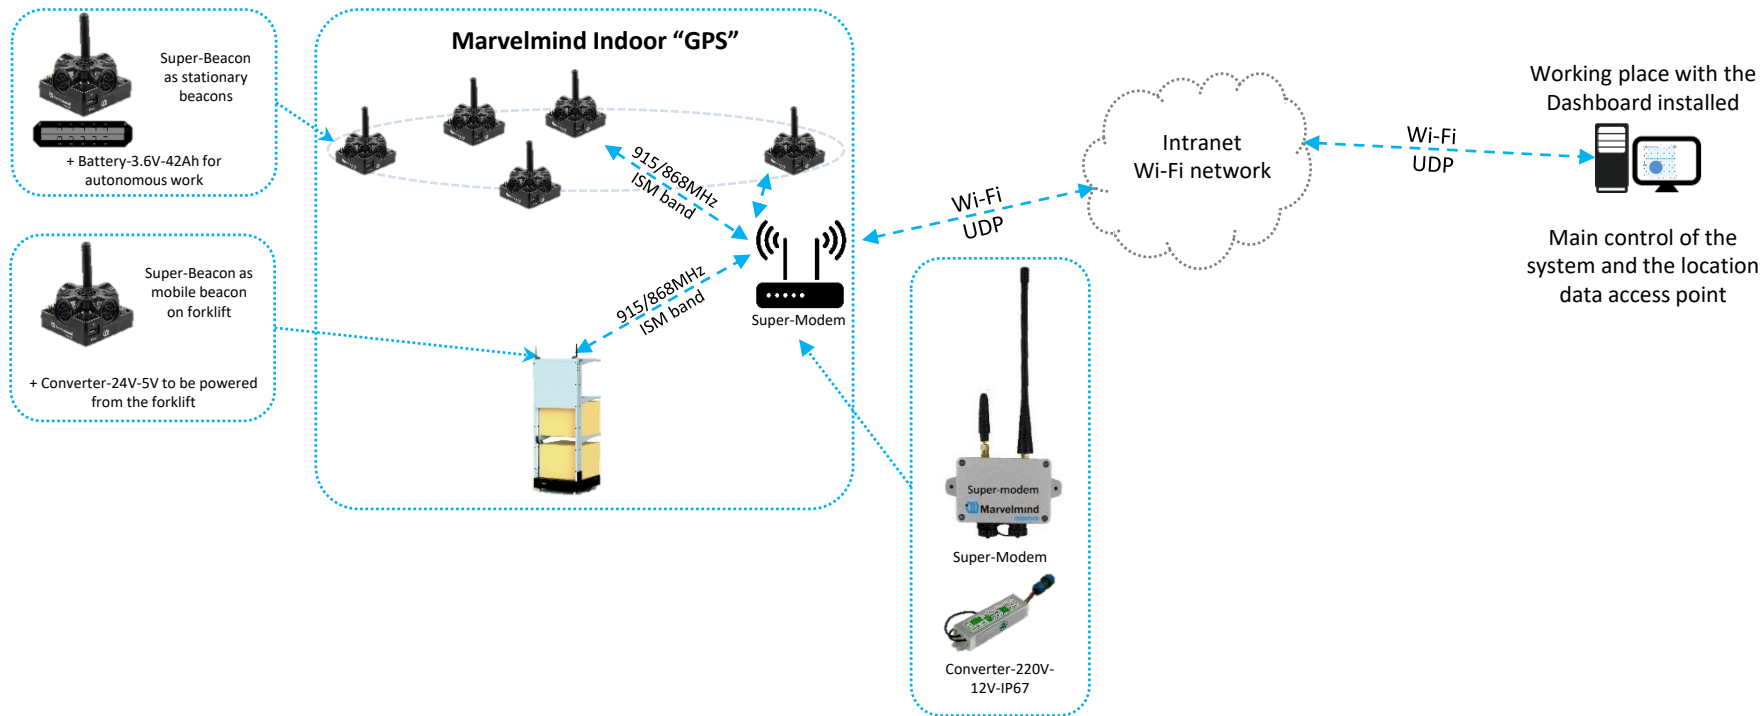 Marvelmind Indoor “GPS”
Super-Beacon
as stationary
beacons
+ Battery-3.6V-42Ah for
autonomous work
Super-Beacon as
mobile beacon
on forklift
+ Converter-24V-5V to be powered
from the forklift
915/868MHz
ISM band
915/868MHz
ISM band
Super-Modem
Wi-Fi
UDP
Intranet
Wi-Fi network
Wi-Fi
UDP
Working place with the
Dashboard installed
Main control of the
system and the location
data access point
Super-modem
Marvelmind
robotics
Super-Modem
Converter-220V-
12V-IP67